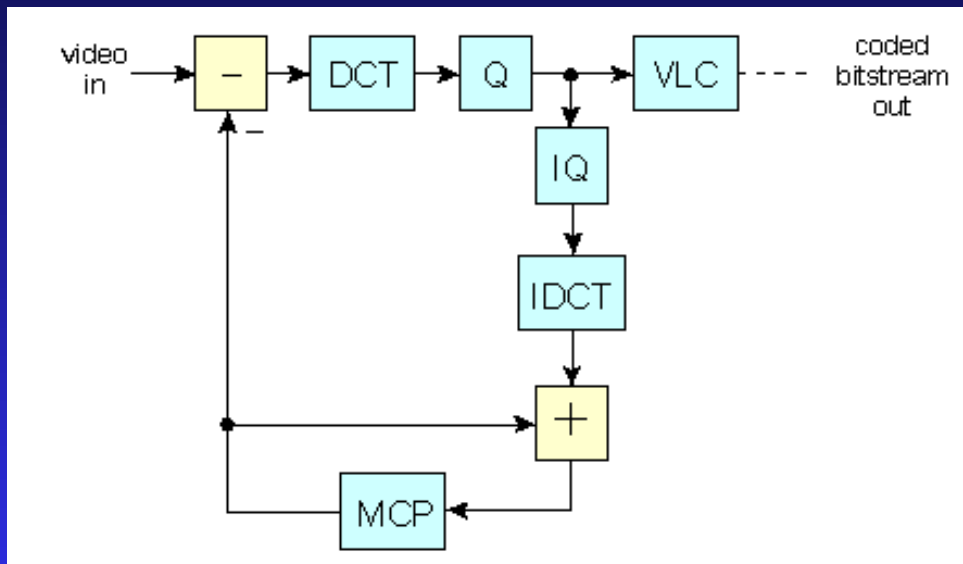 video
in
−
DCT
Q
VLC
coded
bitstream
out
−
IQ
IDCT
+
MCP